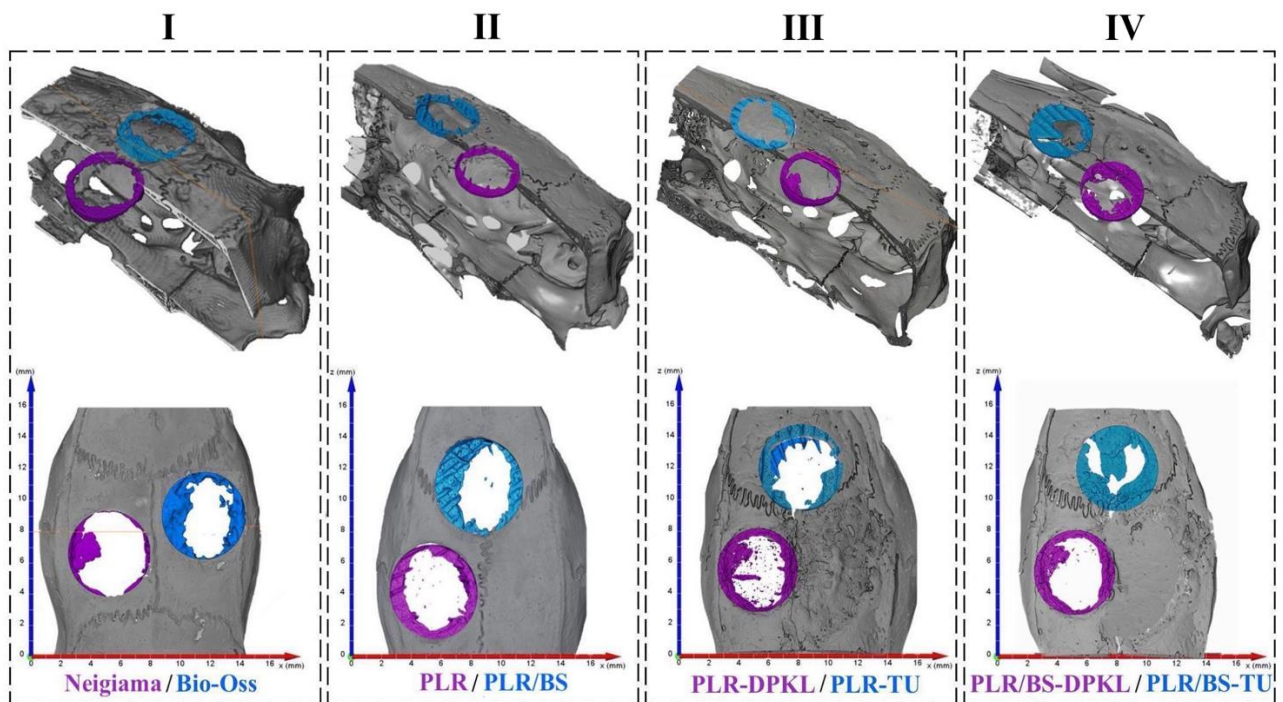 I II III IV
(mm) z (mm) z (mm) z (mm)
16 16 16 16
14 14 14 14
12 12 12 12
10 10 10 10
8 8 8 8
6 6 6 6
4 4 4 4
2 2 2 2
0 0 0 0
0 2 4 6 8 10 12 14 16 x (mm) 0 2 4 6 8 10 12 14 16 x (mm) 0 2 4 6 8 10 12 14 16 x (mm) 0 2 4 6 8 10 12 14 16 x (mm)
Neigiama / Bio-Oss PLR / PLR/BS PLR-DPKL / PLR-TU PLR/BS-DPKL / PLR/BS-TU